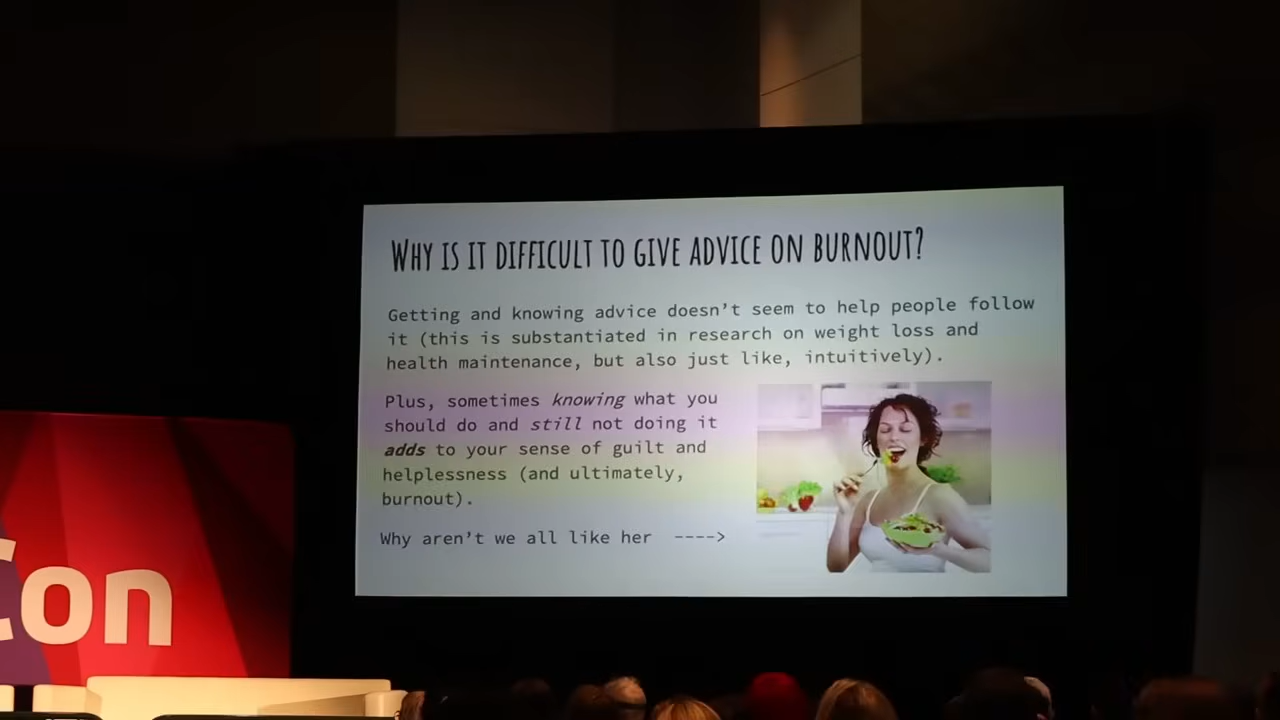 WHY IS IT DIFFICULT TO GIVE ADVICE ON BURNOUT?
Getting and knowing advice doesn't seem to help people follow
it (this is substantiated in research on weight loss and
health maintenance, but also just like, intuitively).
Plus, sometimes knowing what you
should do and still not doing it
adds to your sense of guilt and
helplessness (and ultimately,
burnout).
Why aren't we all like her ---->
Con